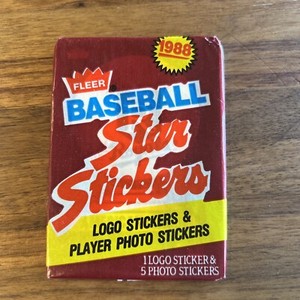 1988
FLEER
BASEBALL
Star
Stickers
LOGO STICKERS &
PLAYER PHOTO STICKERS
1 LOGO STICKER &
5 PHOTO STICKERS